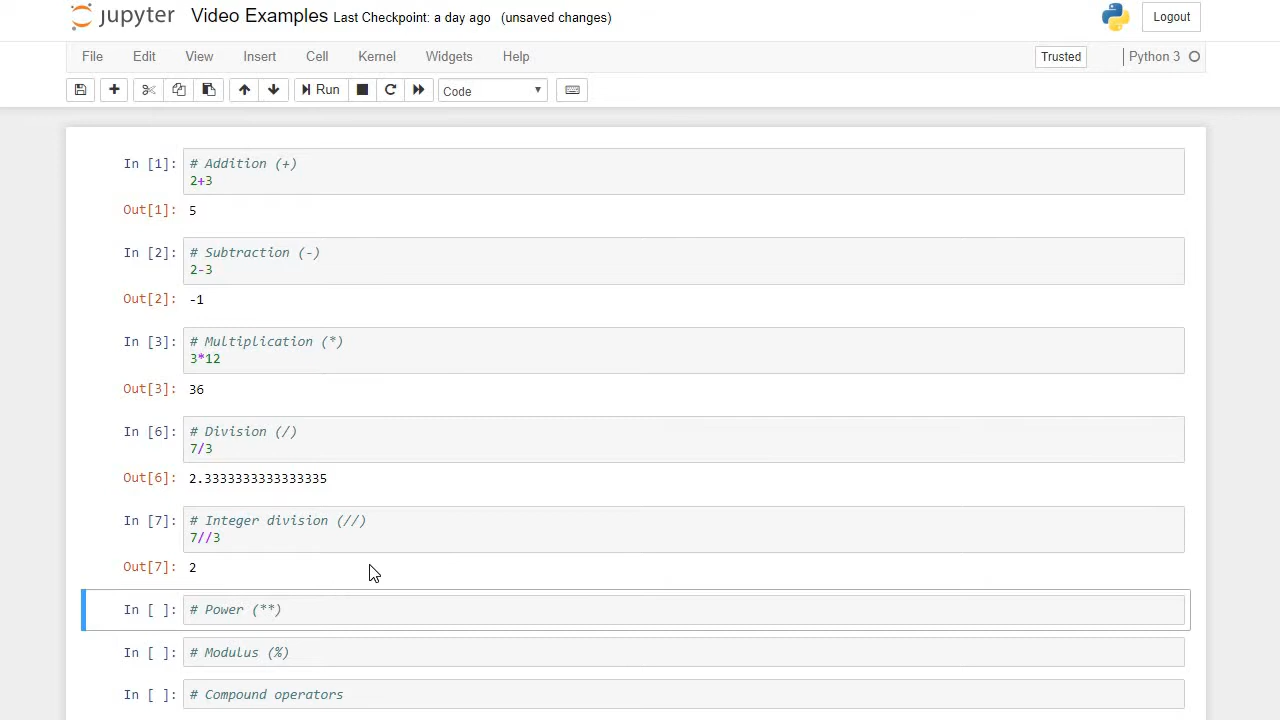 jupyter Video Examples Last Checkpoint: a day ago (unsaved changes) Logout
File Edit View Insert Cell Kernel Widgets Help Trusted Python 3
Run Code
In [1]: # Addition (+)
2+3
Out[1]: 5
In [2]: # Subtraction (-)
2-3
Out[2]: -1
In [3]: # Multiplication (*)
3*12
Out[3]: 36
In [6]: # Division (/)
7/3
Out[6]: 2.3333333333333335
In [7]: # Integer division (//)
7//3
Out[7]: 2
In [ ]: # Power (**)
In [ ]: # Modulus (%)
In [ ]: # Compound operators